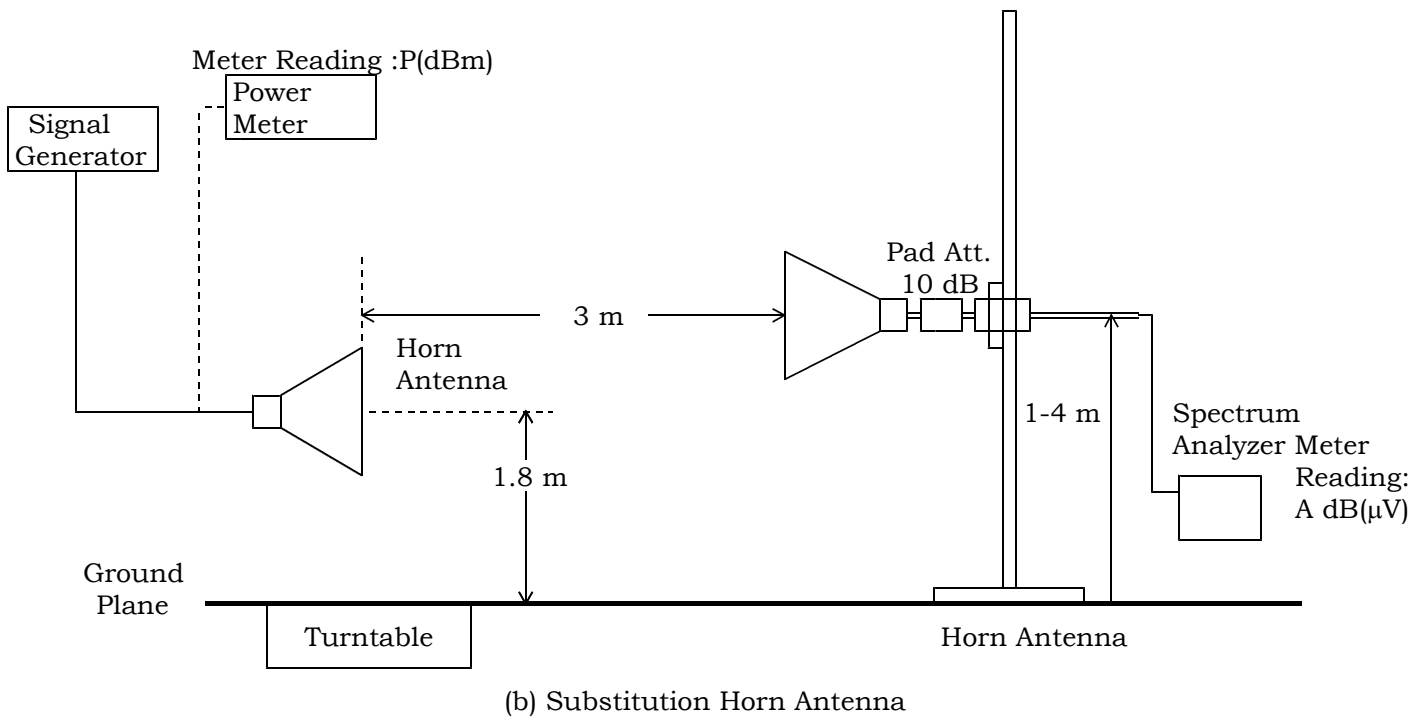 Meter Reading :P(dBm)
Power
Meter
Signal
Generator
Pad Att.
10 dB
3 m
Horn
Antenna
1-4 m
1.8 m
Spectrum
Analyzer Meter
Reading:
A dB(μV)
Ground
Plane
Turntable
Horn Antenna
(b) Substitution Horn Antenna